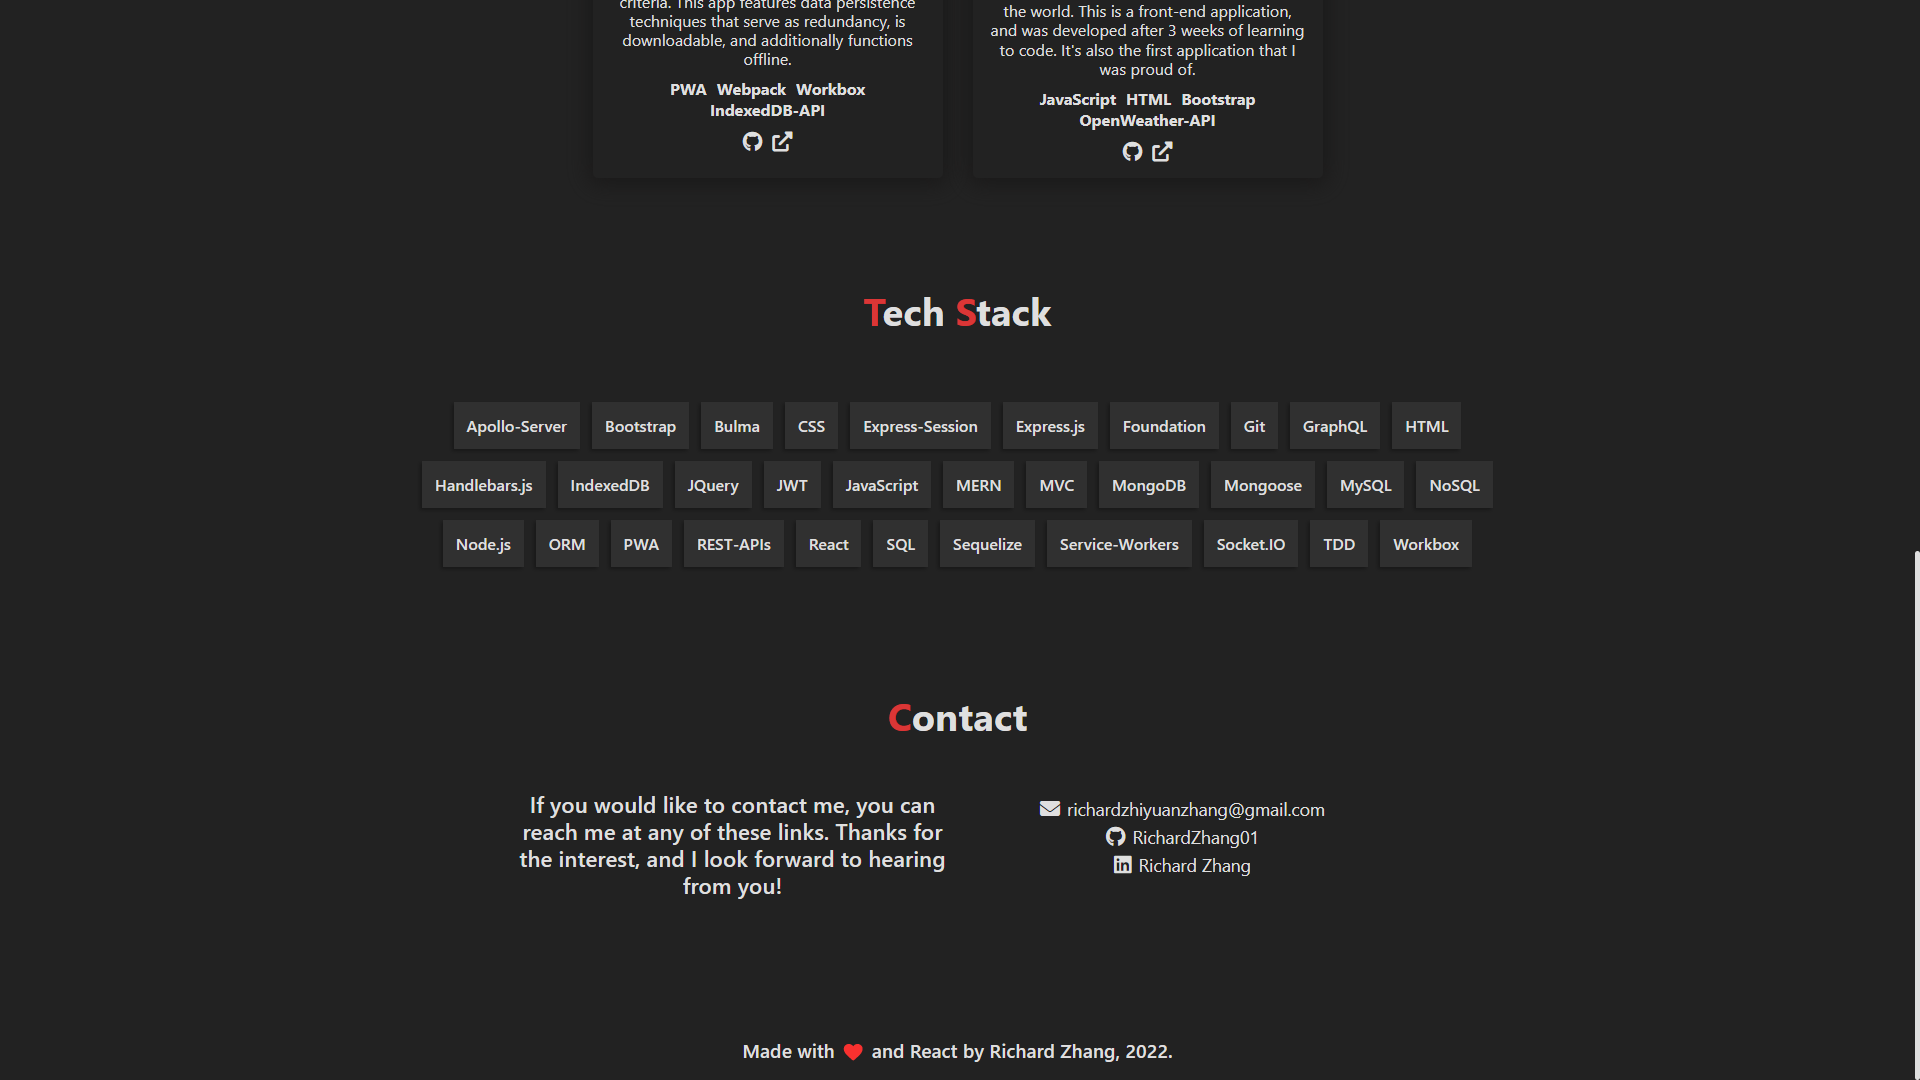 criteria. This app features data persistence
techniques that serve as redundancy, is
downloadable, and additionally functions
offline.
PWA Webpack Workbox
IndexedDB-API
the world. This is a front-end application,
and was developed after 3 weeks of learning
to code. It's also the first application that I
was proud of.
JavaScript HTML Bootstrap
OpenWeather-API
Tech Stack
Apollo-Server Bootstrap Bulma CSS Express-Session Express.js Foundation Git GraphQL HTML
Handlebars.js IndexedDB JQuery JWT JavaScript MERN MVC MongoDB Mongoose MySQL NoSQL
Node.js ORM PWA REST-APIs React SQL Sequelize Service-Workers Socket.IO TDD Workbox
Contact
If you would like to contact me, you can
reach me at any of these links. Thanks for
the interest, and I look forward to hearing
from you!
richardzhiyuanzhang@gmail.com
RichardZhang01
Richard Zhang
Made with ❤ and React by Richard Zhang, 2022.